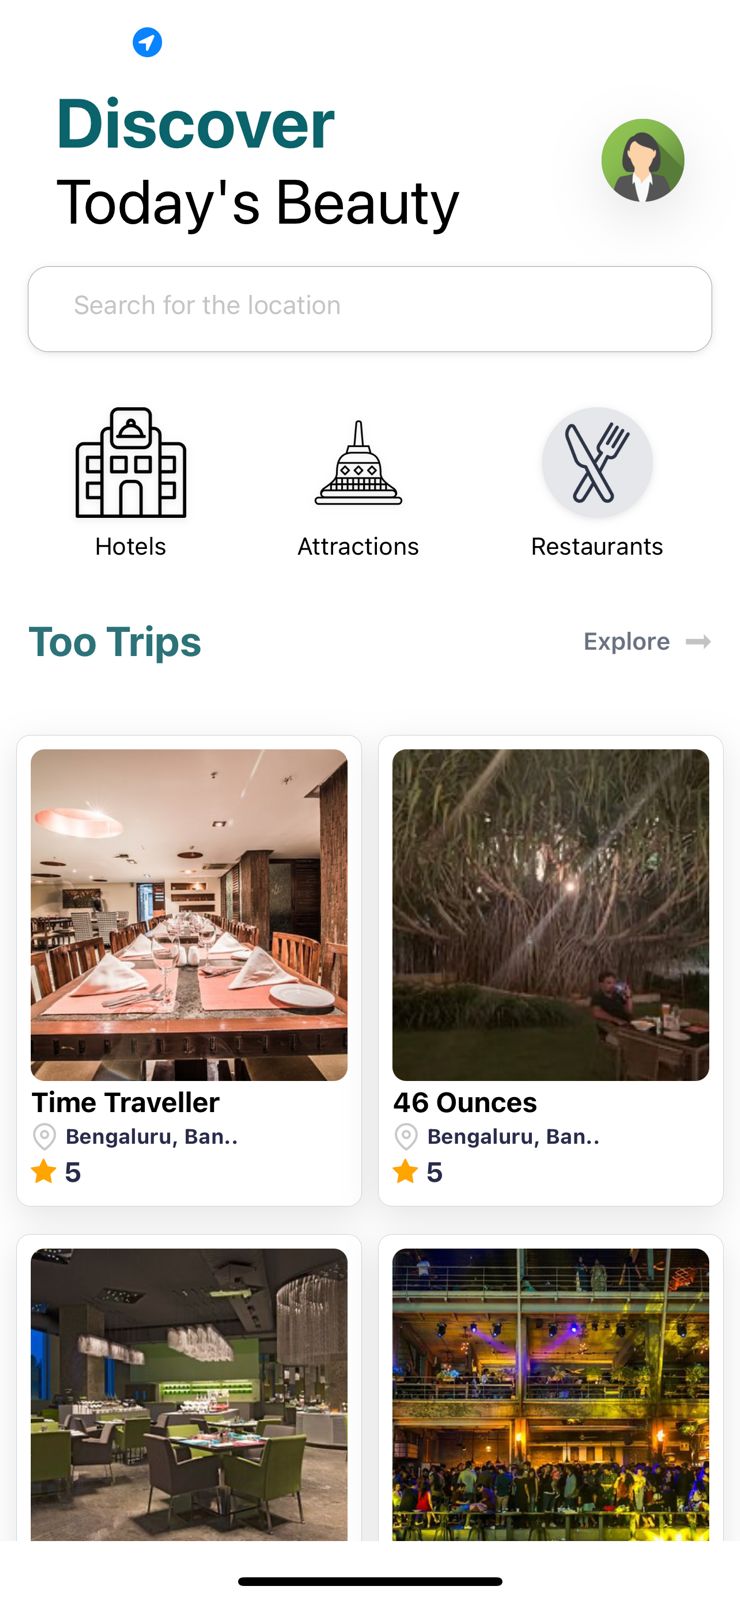 Discover
Today's Beauty
Search for the location
Hotels
Attractions
Restaurants
Too Trips
Explore
Time Traveller
Bengaluru, Ban..
5
46 Ounces
Bengaluru, Ban..
5